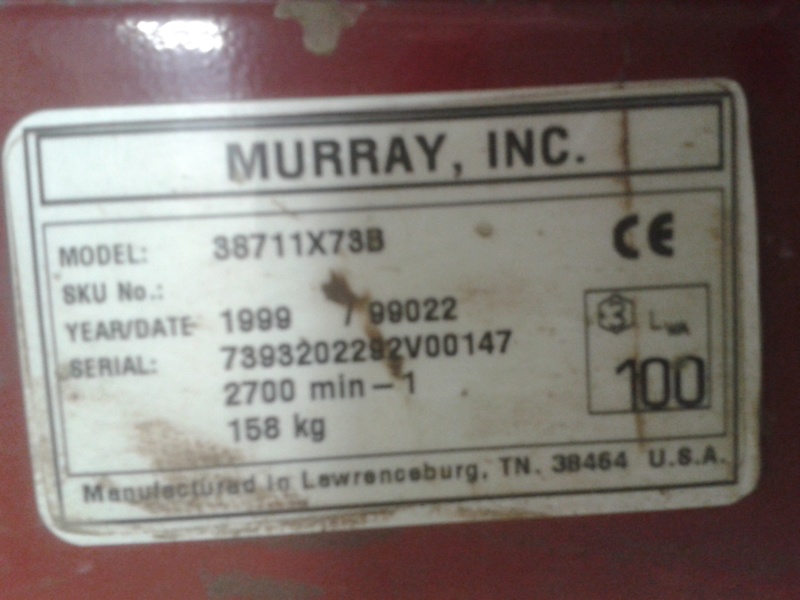 MURRAY, INC.
MODEL: 38711X73B
CE
SKU No.:
YEAR/DATE 1999 / 99022
SERIAL: 7393202292V00147
2700 min-1
158 kg
LWA
100
Manufactured in Lawrenceburg, TN. 38464 U.S.A.